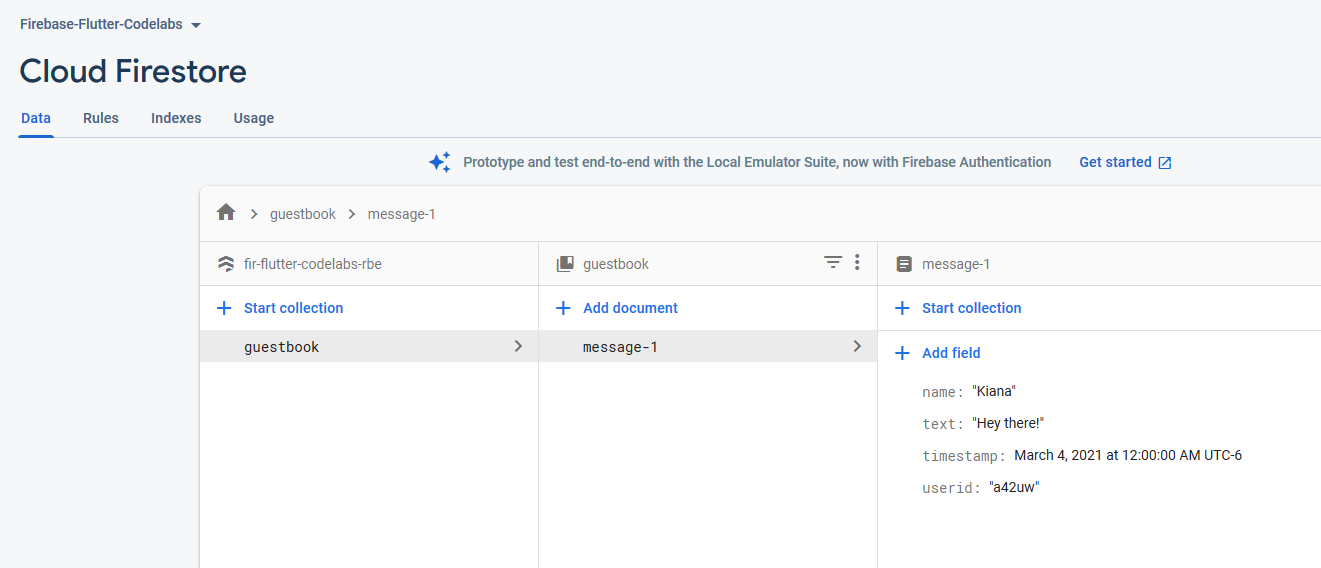 Firebase-Flutter-Codelabs
Cloud Firestore
Data Rules Indexes Usage
Prototype and test end-to-end with the Local Emulator Suite, now with Firebase Authentication Get started
guestbook message-1
fir-flutter-codelabs-rbe guestbook message-1
Start collection Add document Start collection
guestbook message-1
Add field
name: "Kiana"
text: "Hey there!"
timestamp: March 4, 2021 at 12:00:00 AM UTC-6
userid: "a42uw"